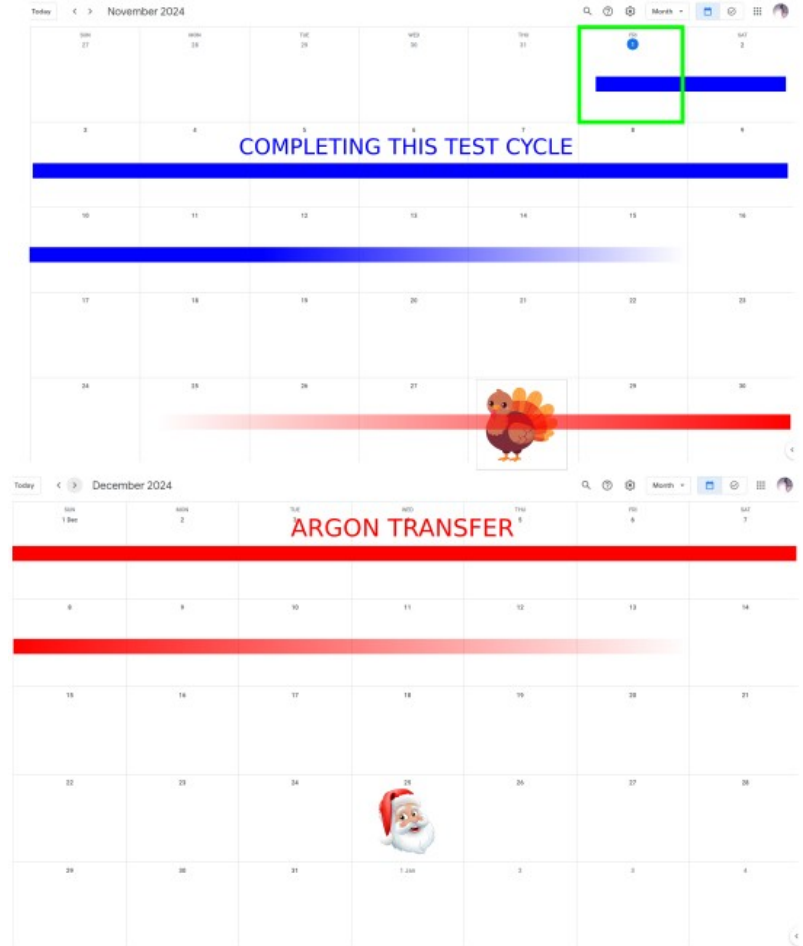 Today November 2024 Month
SUN MON TUE WED THU FRI SAT
27 28 29 30 31 1 2
3 4 5 6 7 8 9
COMPLETING THIS TEST CYCLE
10 11 12 13 14 15 16
17 18 19 20 21 22 23
24 25 26 27 29 30
Today December 2024 Month
SUN MON TUE WED THU FRI SAT
1 Dec 2 3 5 6 7
ARGON TRANSFER
8 9 10 11 12 13 14
15 16 17 18 19 20 21
22 23 24 25 26 27 28
29 30 31 1 Jan 2 3 4